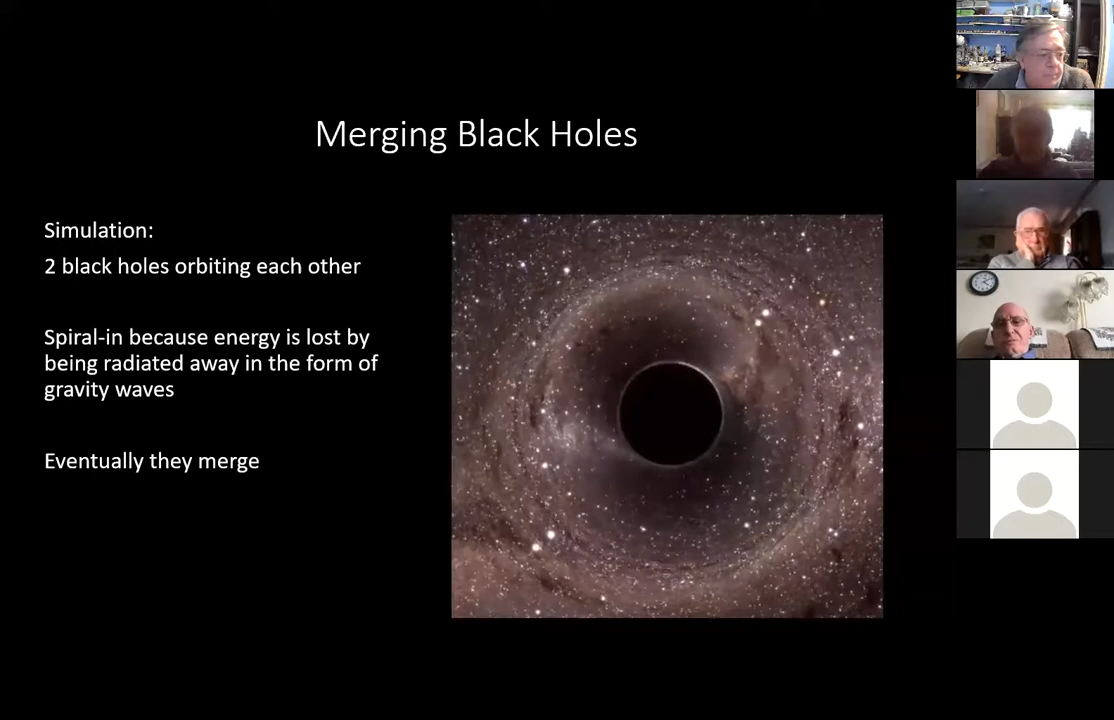 Merging Black Holes
Simulation:
2 black holes orbiting each other
Spiral-in because energy is lost by
being radiated away in the form of
gravity waves
Eventually they merge